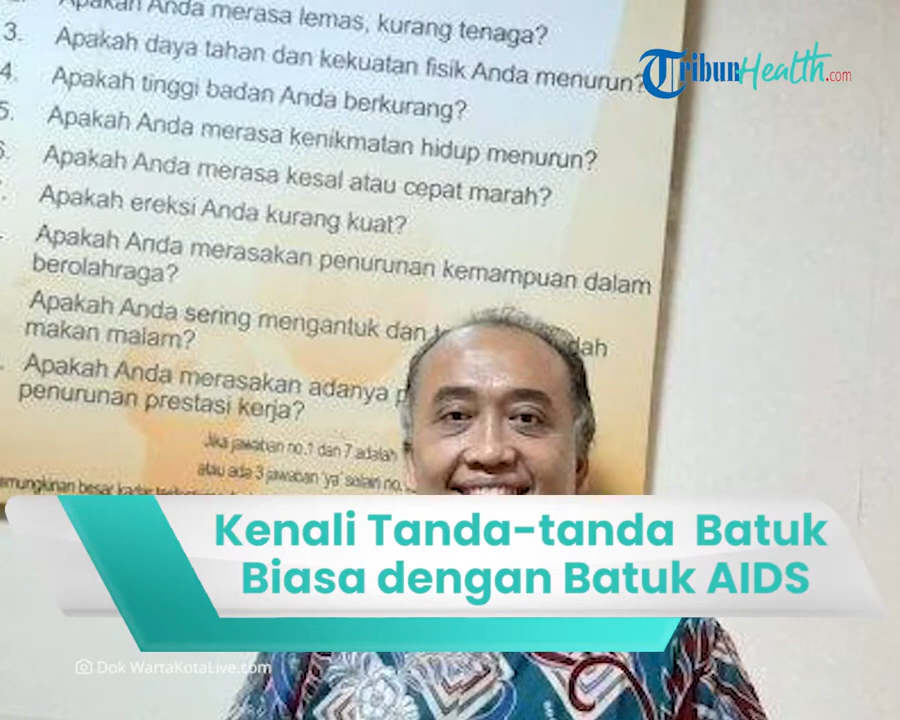 Apakah Anda merasa lemas, kurang tenaga?
3. Apakah daya tahan dan kekuatan fisik Anda menurun?
4. Apakah tinggi badan Anda berkurang?
5. Apakah Anda merasa kenikmatan hidup menurun?
Apakah Anda merasa kesal atau cepat marah?
Apakah ereksi Anda kurang kuat?
Apakah Anda merasakan penurunan kemampuan dalam
berolahraga?
Apakah Anda sering mengantuk dan
makan malam?
Apakah Anda merasakan adanya
penurunan prestasi kerja?
Jika jawaban no.1 dan 7 adalah
atau ada 3 jawaban 'ya' selain no.
besar kadar
TribunHealth.com
Kenali Tanda-tanda Batuk
Biasa dengan Batuk AIDS
Dok WartaKotaLive.com